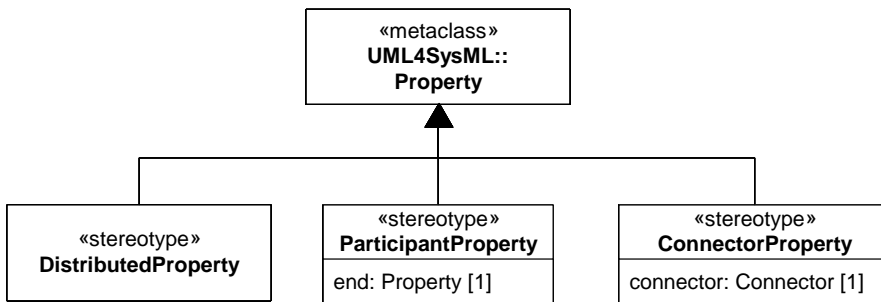 «metaclass»
UML4SysML::
Property
«stereotype»
DistributedProperty
«stereotype»
ParticipantProperty
end: Property [1]
«stereotype»
ConnectorProperty
connector: Connector [1]